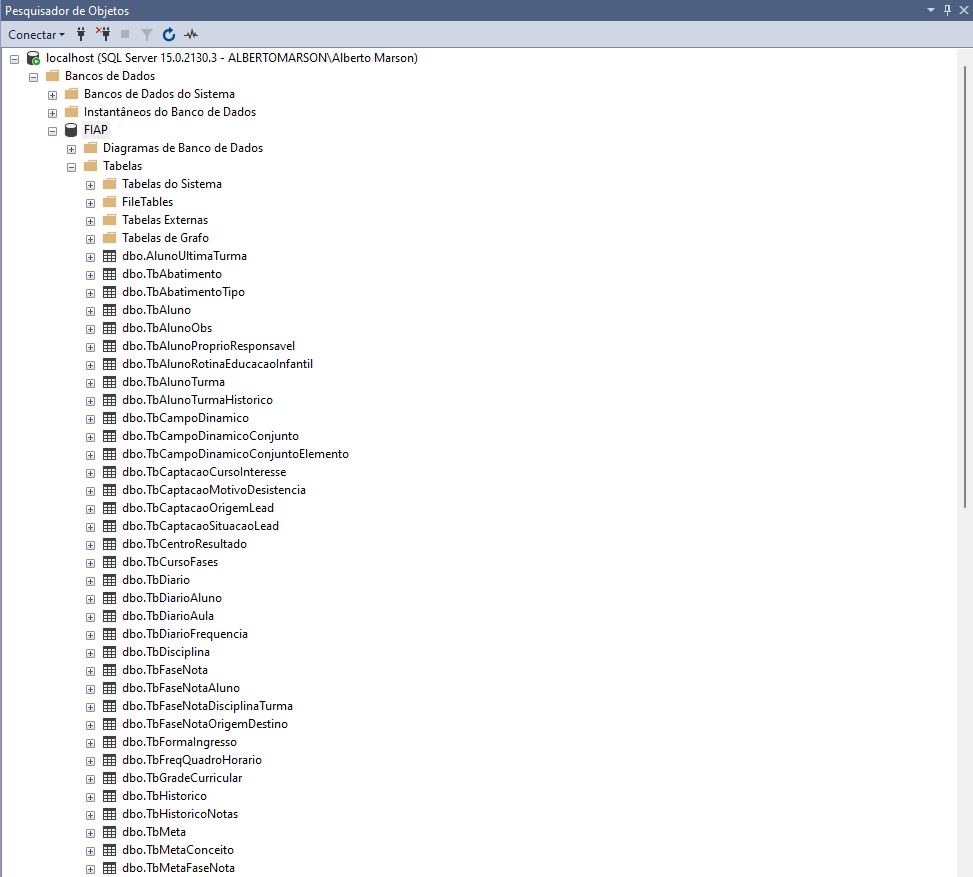 Pesquisador de Objetos
Conectar
localhost (SQL Server 15.0.2130.3 - ALBERTOMARSON\Alberto Marson)
Bancos de Dados
Bancos de Dados do Sistema
Instantâneos do Banco de Dados
FIAP
Diagramas de Banco de Dados
Tabelas
Tabelas do Sistema
FileTables
Tabelas Externas
Tabelas de Grafo
dbo.AlunoUltimaTurma
dbo.TbAbatimento
dbo.TbAbatimentoTipo
dbo.TbAluno
dbo.TbAlunoObs
dbo.TbAlunoProprioResponsavel
dbo.TbAlunoRotinaEducacaoInfantil
dbo.TbAlunoTurma
dbo.TbAlunoTurmaHistorico
dbo.TbCampoDinamico
dbo.TbCampoDinamicoConjunto
dbo.TbCampoDinamicoConjuntoElemento
dbo.TbCaptacaoCursoInteresse
dbo.TbCaptacaoMotivoDesistencia
dbo.TbCaptacaoOrigemLead
dbo.TbCaptacaoSituacaoLead
dbo.TbCentroResultado
dbo.TbCursoFases
dbo.TbDiario
dbo.TbDiarioAluno
dbo.TbDiarioAula
dbo.TbDiarioFrequencia
dbo.TbDisciplina
dbo.TbFaseNota
dbo.TbFaseNotaAluno
dbo.TbFaseNotaDisciplinaTurma
dbo.TbFaseNotaOrigemDestino
dbo.TbFormaIngresso
dbo.TbFreqQuadroHorario
dbo.TbGradeCurricular
dbo.TbHistorico
dbo.TbHistoricoNotas
dbo.TbMeta
dbo.TbMetaConceito
dbo.TbMetaFaseNota